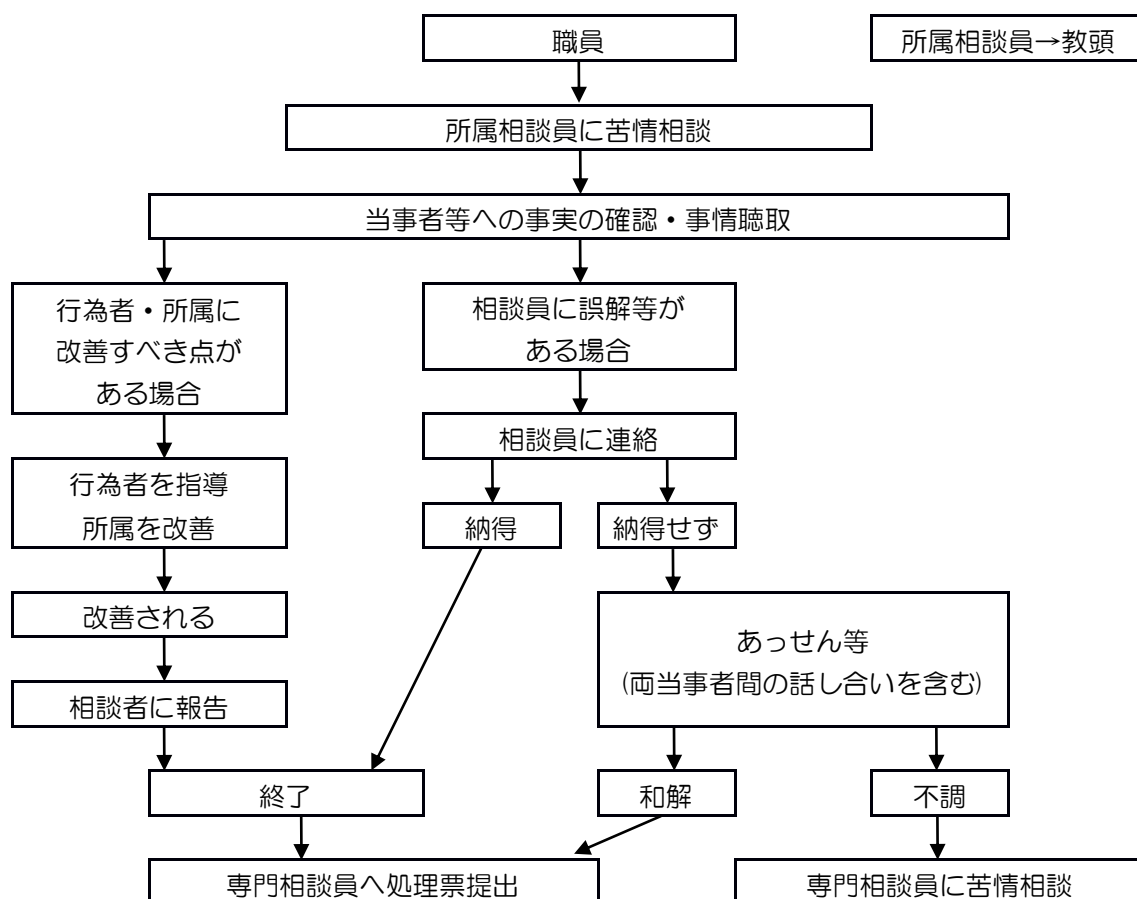 職員
所属相談員→教頭
所属相談員に苦情相談
当事者等への事実の確認・事情聴取
行為者・所属に
改善すべき点が
ある場合
相談員に誤解等が
ある場合
相談員に連絡
行為者を指導
所属を改善
納得
納得せず
改善される
あっせん等
(両当事者間の話し合いを含む)
相談者に報告
終了
和解
不調
専門相談員へ処理票提出
専門相談員に苦情相談